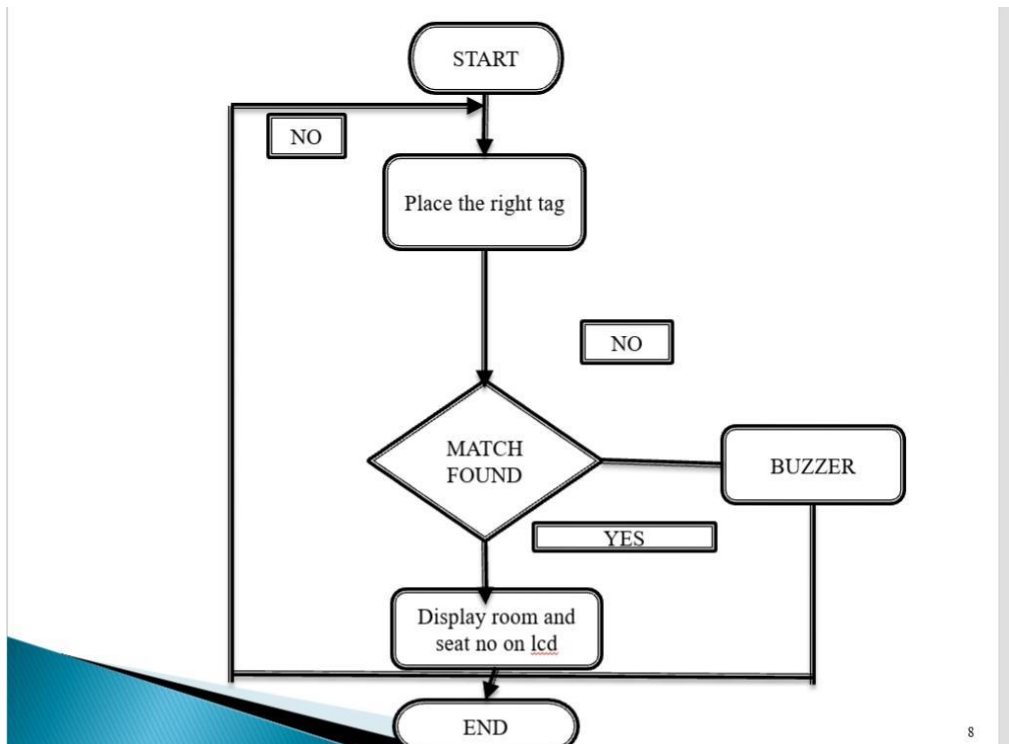 START
NO
Place the right tag
NO
MATCH
FOUND
BUZZER
YES
Display room and
seat no on lcd
END
8